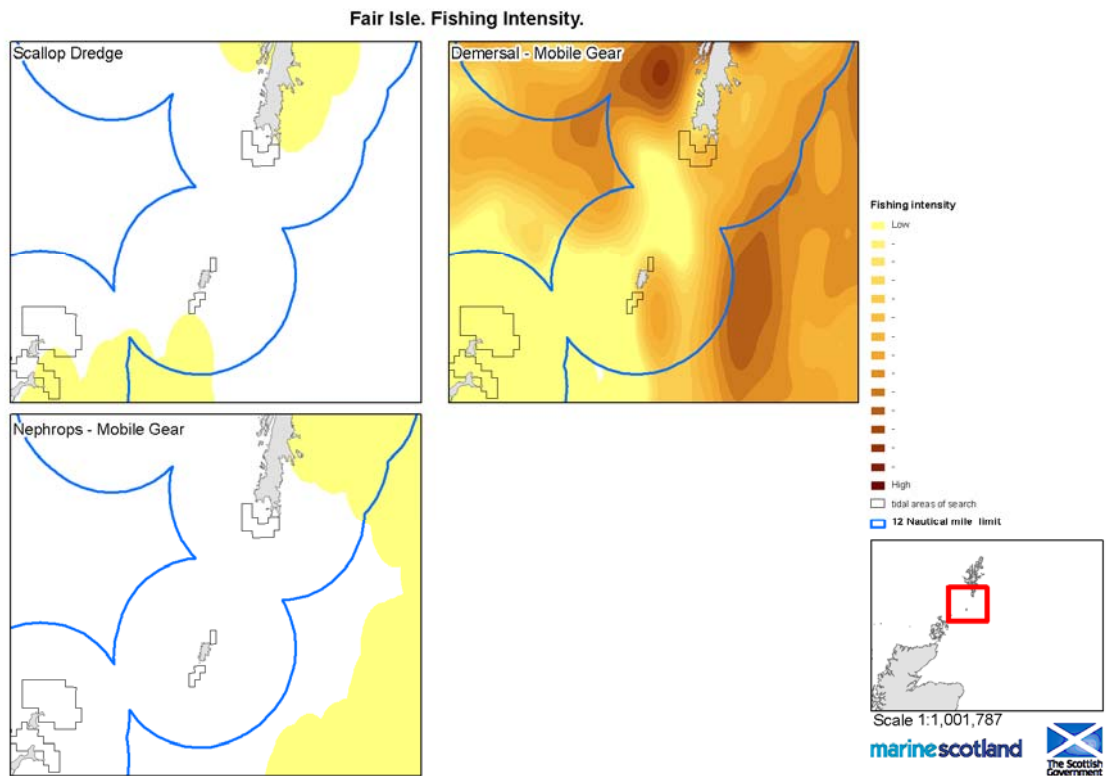 Fair Isle. Fishing Intensity.
Scallop Dredge
Demersal - Mobile Gear
Nephrops - Mobile Gear
Fishing intensity
Low
-
-
-
-
-
-
-
-
-
-
-
-
-
High
tidal areas of search
12 Nautical mile limit
Scale 1:1,001,787
marinescotland
The Scottish
Government